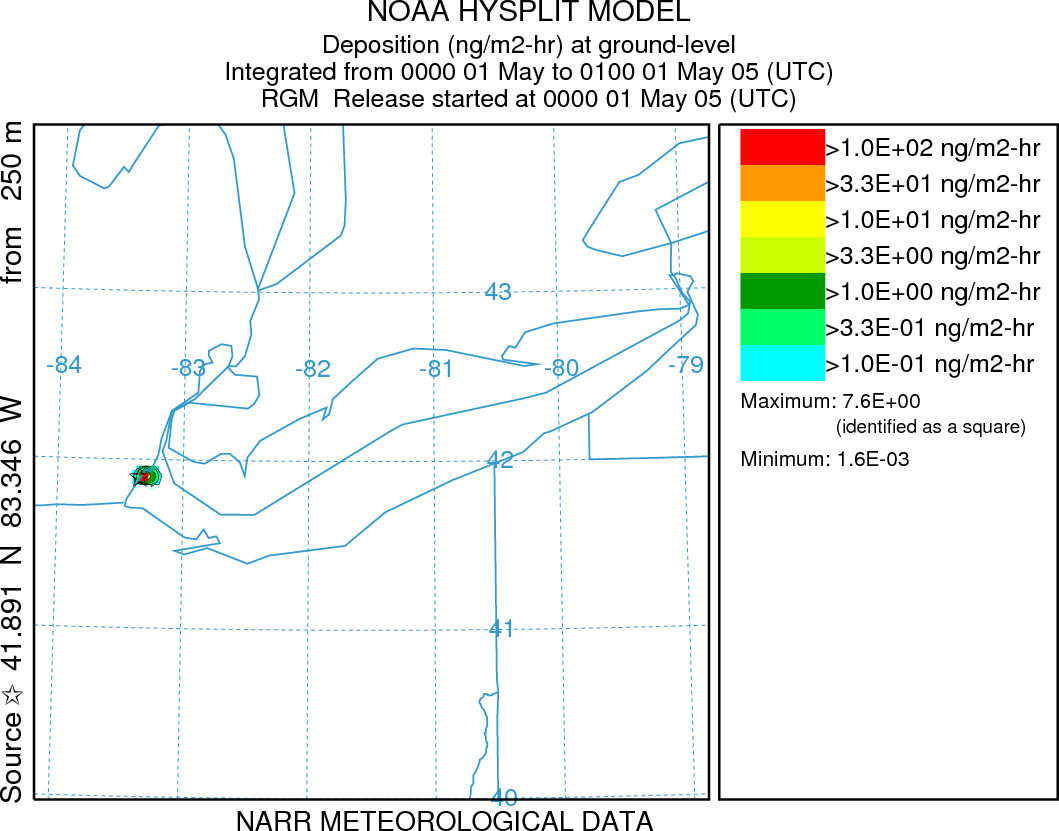 NOAA HYSPLIT MODEL
Deposition (ng/m2-hr) at ground-level
Integrated from 0000 01 May to 0100 01 May 05 (UTC)
RGM Release started at 0000 01 May 05 (UTC)
Source ☆ 41.891 N 83.346 W from 250 m
43
-84 -83 -82 -81 -80 -79
42
41
40
>1.0E+02 ng/m2-hr
>3.3E+01 ng/m2-hr
>1.0E+01 ng/m2-hr
>3.3E+00 ng/m2-hr
>1.0E+00 ng/m2-hr
>3.3E-01 ng/m2-hr
>1.0E-01 ng/m2-hr
Maximum: 7.6E+00
(identified as a square)
Minimum: 1.6E-03
NARR METEOROLOGICAL DATA